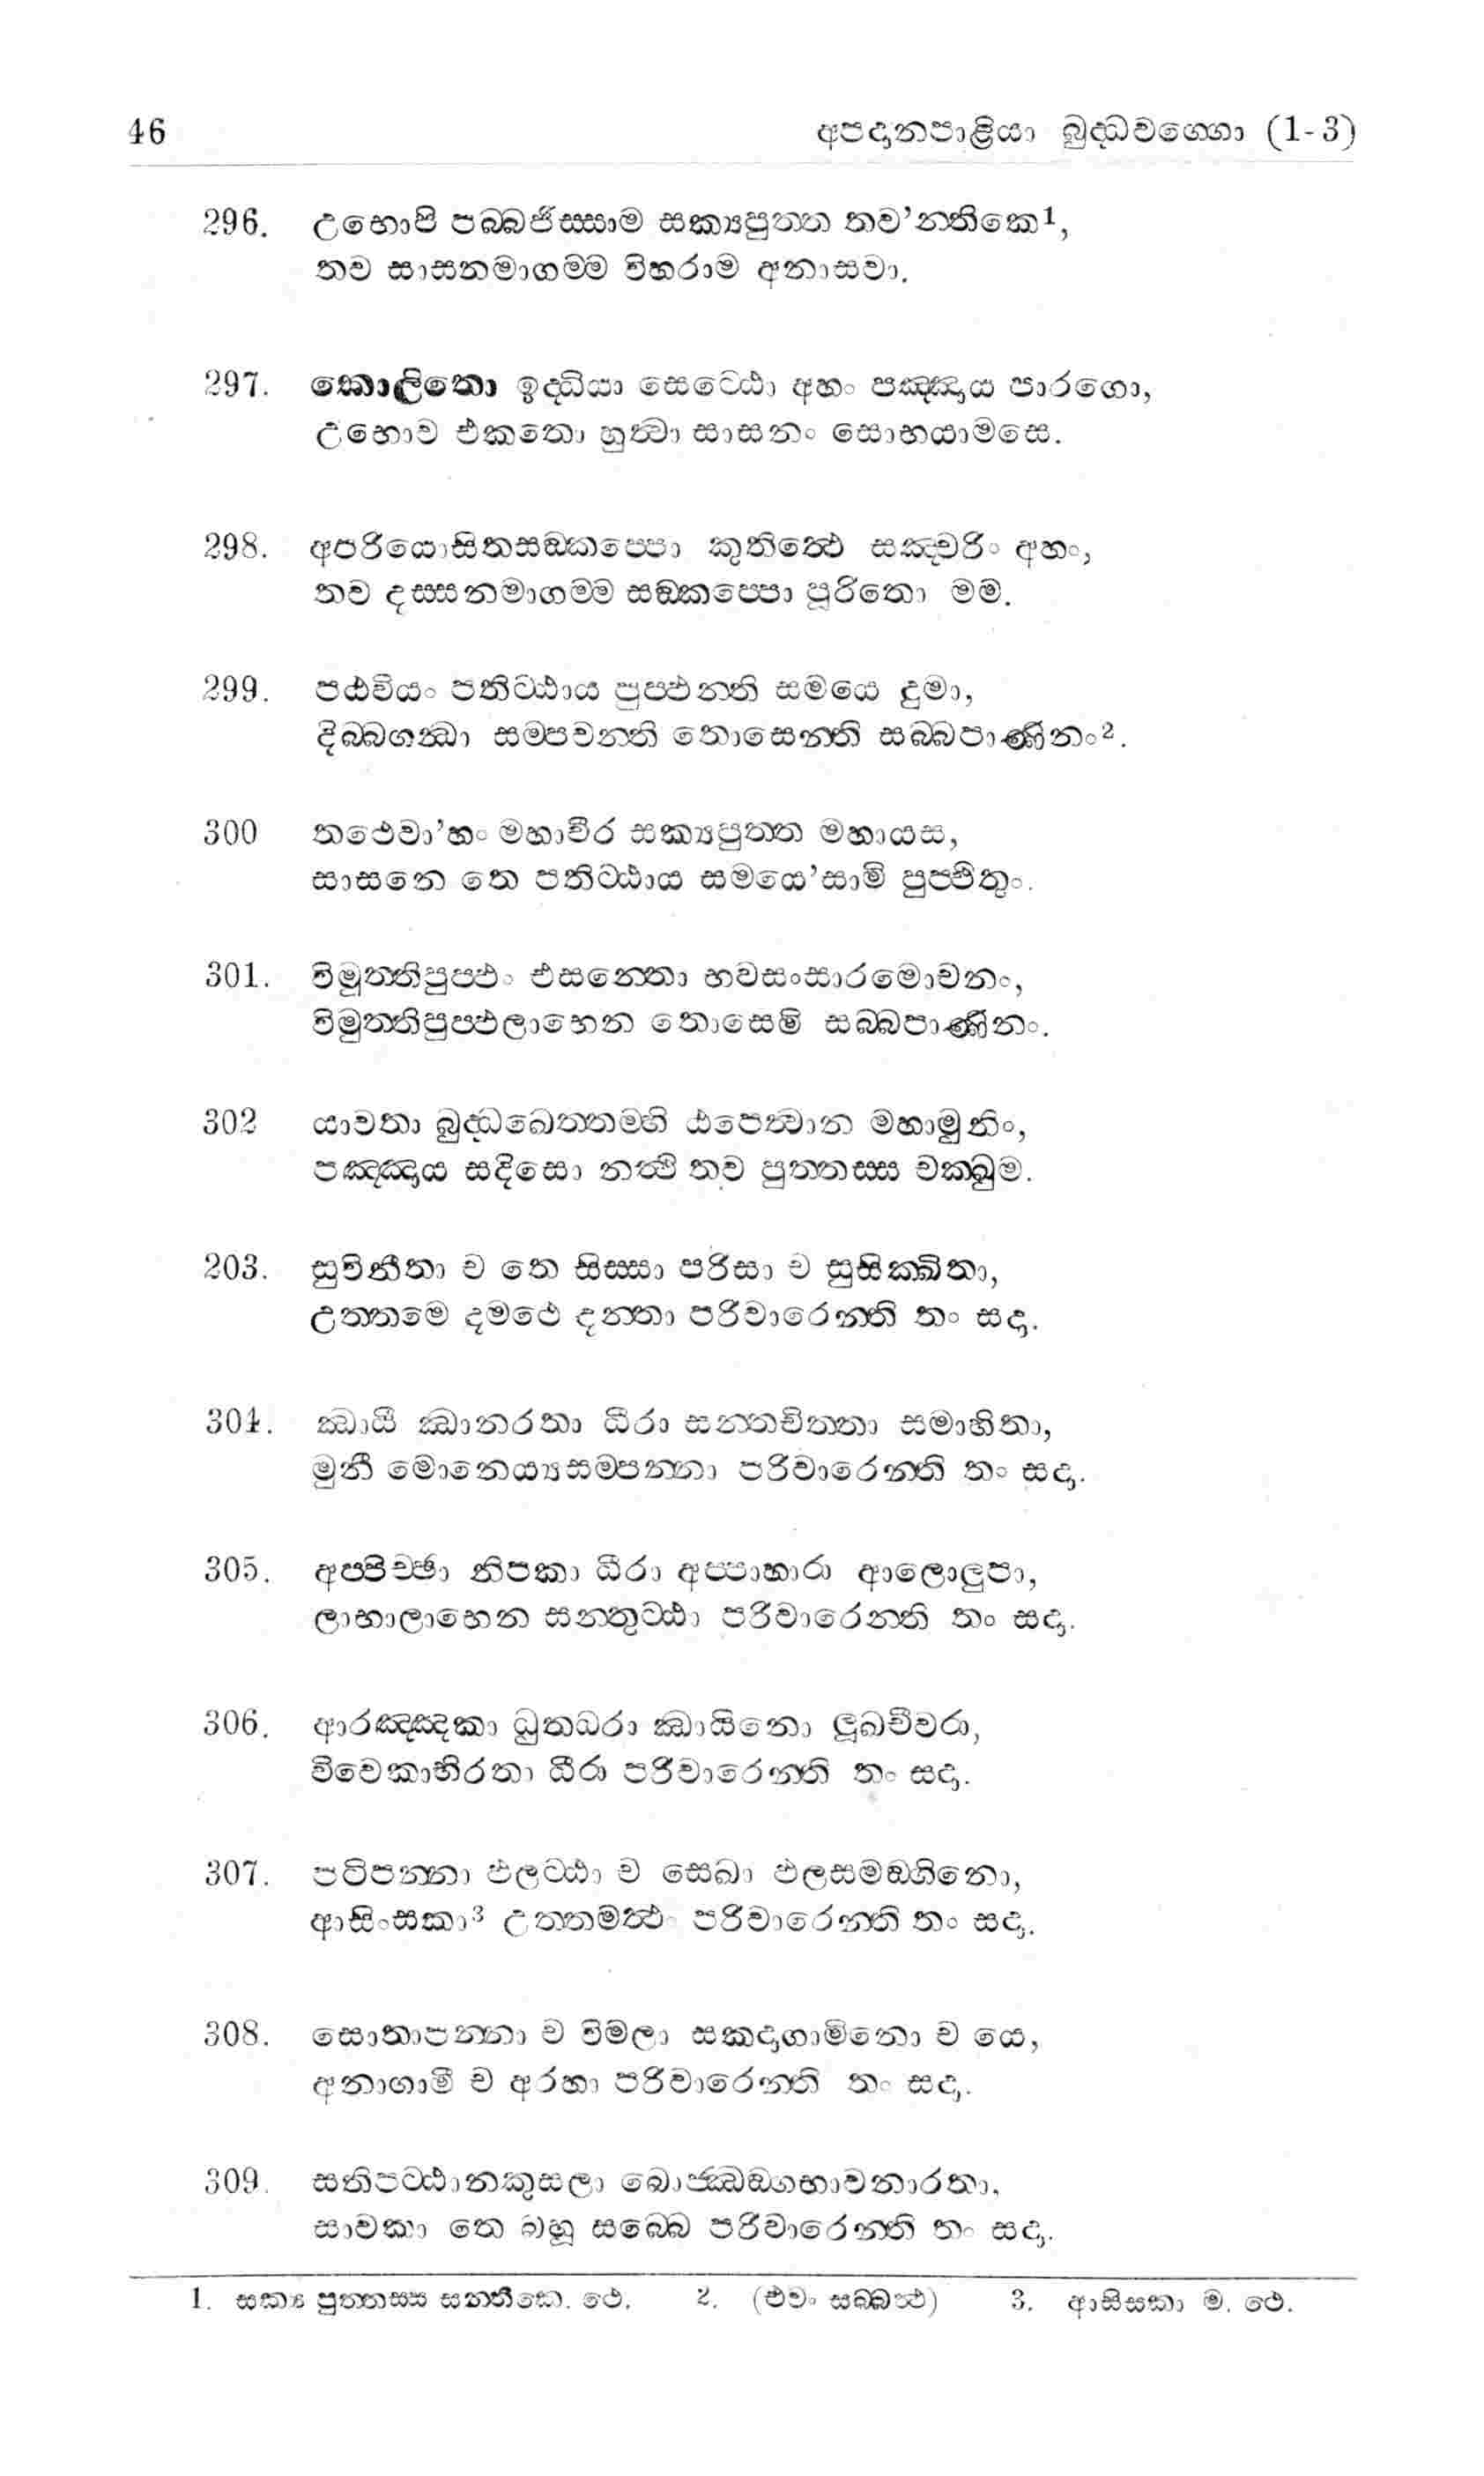 46 අපදානපාළියා බුද්ධවග්ගො (1-3)
296. උභොපි පබ්බජිස්සාම සක්‍යපුත්ත තව’න්තිකෙ¹,
තව සාසනමාගම්ම විහරාම අනාසවා.
297. කොලිතො ඉද්ධියා සෙට්ඨො අහං පඤ්ඤාය පාරගො,
උභොව එකතො හුත්වා සාසනං සොභයාමසෙ.
298. අපරියොසිතසඞ්කප්පො කුතිත්ථෙ සඤ්චරිං අහං,
තව දස්සනමාගම්ම සඞ්කප්පො පූරිතො මම.
299. පඨවියං පතිට්ඨාය පුප්ඵන්ති සමයෙ දුමා,
දිබ්බගන්ධා සම්පවන්ති තොසෙන්ති සබ්බපාණිනං².
300 තථෙවා’හං මහාවීර සක්‍යපුත්ත මහායස,
සාසනෙ තෙ පතිට්ඨාය සමයෙ’සාමි පුප්ඵිතුං.
301. විමූත්තිපුප්ඵං එසන්තො භවසංසාරමොචනං,
විමුත්තිපුප්ඵලාභෙන තොසෙමි සබ්බපාණිනං.
302 යාවතා බුද්ධඛෙත්තම්හි ඨපෙත්වාන මහාමුනිං,
පඤ්ඤාය සදිසො නත්ථි තව පුත්තස්ස චක්ඛුම.
203. සුවිනීතා ච තෙ සිස්සා පරිසා ච සුසික්ඛිතා,
උත්තමෙ දමථෙ දන්තා පරිවාරෙන්ති තං සදා.
304. ඣායී ඣානරතා ධීරා සන්තචිත්තා සමාහිතා,
මුනී මොනෙය්‍යසම්පන්නා පරිවාරෙන්ති තං සදා.
305. අප්පිච්ඡා නිපකා ධීරා අප්පාහාරා ආලොලුපා,
ලාභාලාභෙන සන්තුට්ඨා පරිවාරෙන්ති තං සදා.
306. ආරඤ්ඤකා ධුතධරා ඣායිනො ලූඛචීවරා,
විවෙකාභිරතා ධීරා පරිවාරෙන්ති තං සදා.
307. පටිපන්නා ඵලට්ඨා ච සෙඛා ඵලසමඞ්ගිනො,
ආසිංසකා³ උත්තමත්ථං පරිවාරෙන්ති තං සදා.
308. සොතාපන්නා ච විමලා සකදාගාමිනො ච යෙ,
අනාගාමී ච අරහා පරිවාරෙන්ති තං සදා.
309. සතිපට්ඨානකුසලා බොජ්ඣඞ්ගභාවනාරතා,
සාවකා තෙ බහූ සබ්බෙ පරිවාරෙන්ති තං සදා.
1. සක්‍ය පුත්තස්ස සන්තීකෙ. ථෙ. 2. (එවං සබ්බත්ථ) 3. ආසිසකා ම. ථෙ.